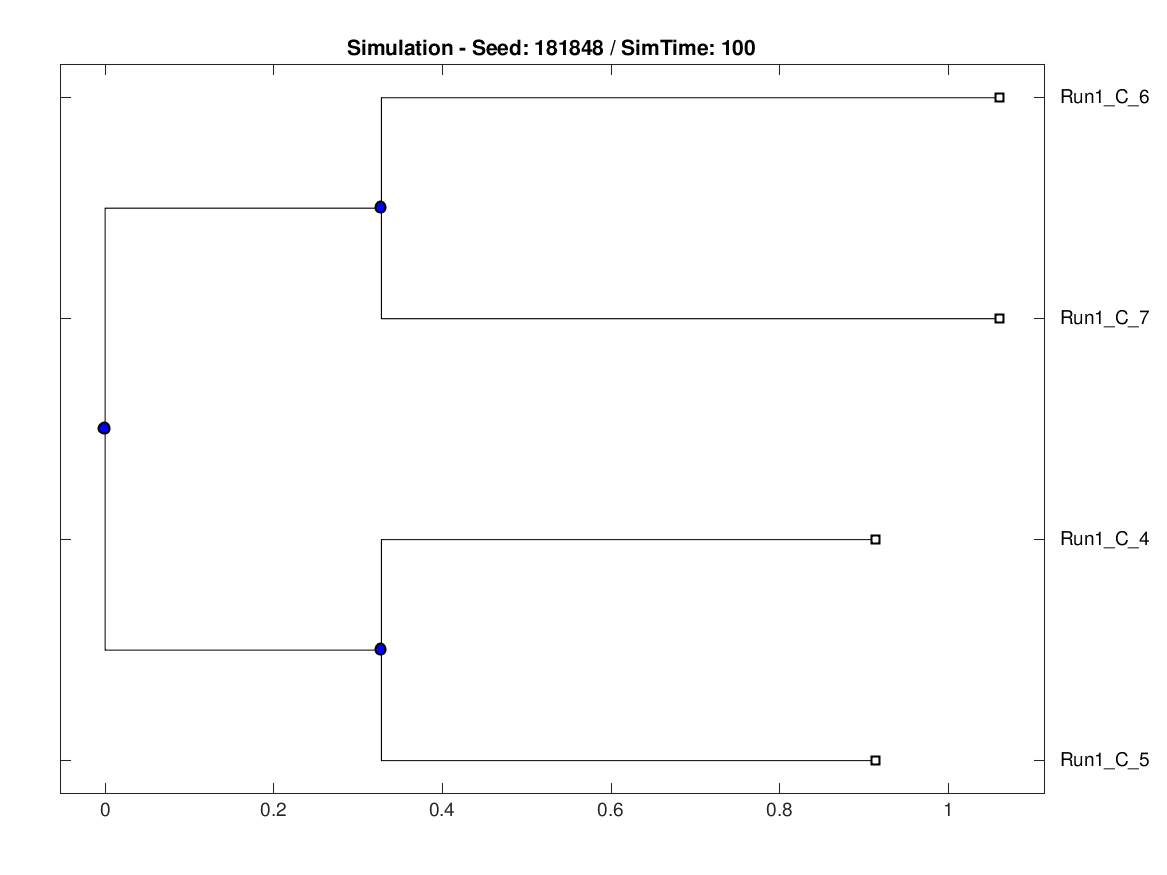 Simulation - Seed: 181848 / SimTime: 100
Run1_C_6
Run1_C_7
Run1_C_4
Run1_C_5
0 0.2 0.4 0.6 0.8 1